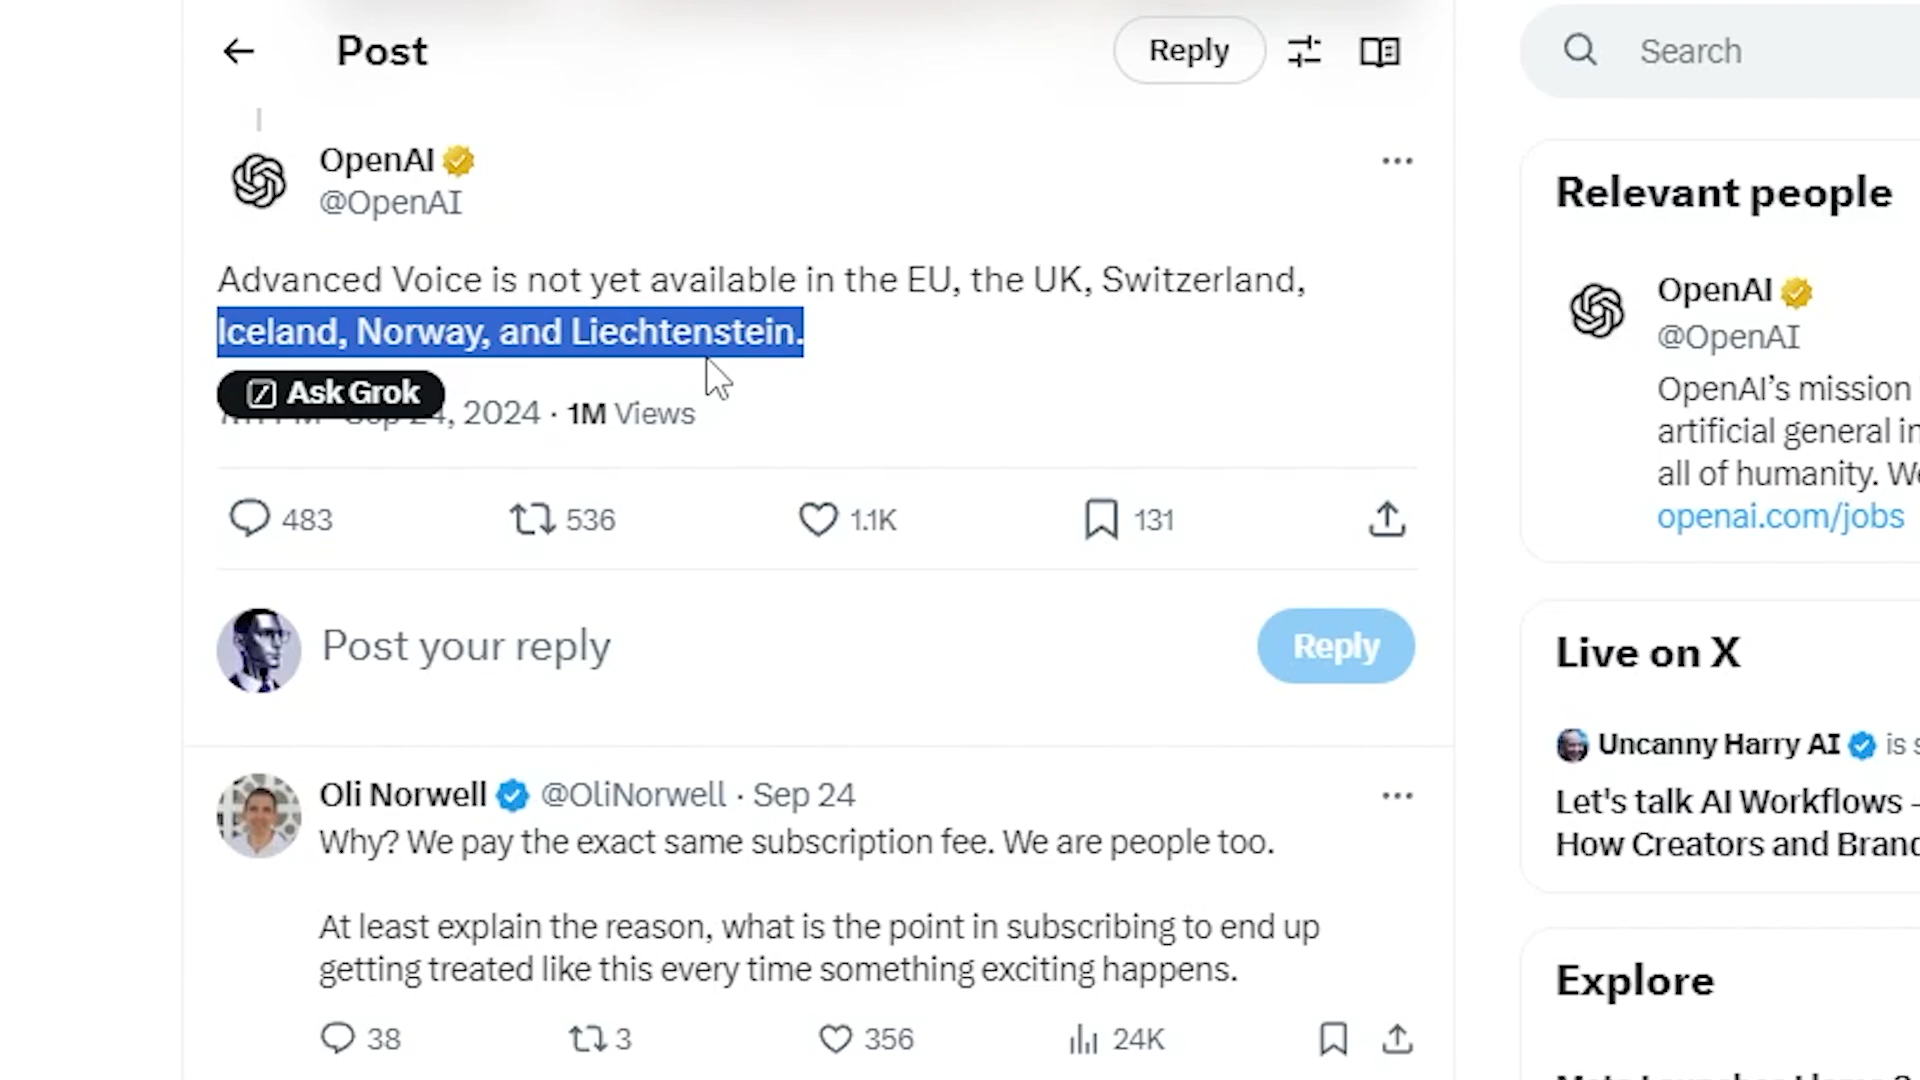 Post
Reply
Search
OpenAI
@OpenAI
Advanced Voice is not yet available in the EU, the UK, Switzerland,
Iceland, Norway, and Liechtenstein.
Ask Grok
, 2024 · 1M Views
483
536
1.1K
131
Post your reply
Reply
Oli Norwell @OliNorwell · Sep 24
Why? We pay the exact same subscription fee. We are people too.
At least explain the reason, what is the point in subscribing to end up
getting treated like this every time something exciting happens.
38
3
356
24K
Relevant people
OpenAI
@OpenAI
OpenAI’s mission
artificial general in
all of humanity. We
openai.com/jobs
Live on X
Uncanny Harry AI is s
Let's talk AI Workflows -
How Creators and Brand
Explore